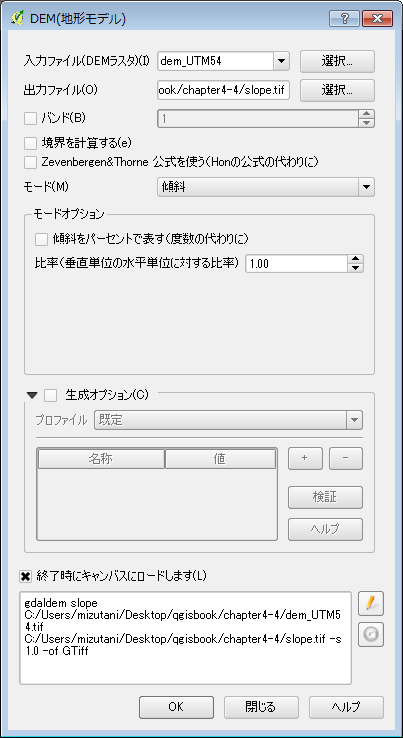 DEM(地形モデル)
入力ファイル(DEMラスタ)(I) dem_UTM54 選択...
出力ファイル(O) ook/chapter4-4/slope.tif 選択...
バンド(B) 1
境界を計算する(e)
Zevenbergen&Thorne 公式を使う(Honの公式の代わりに)
モード(M) 傾斜
モードオプション
傾斜をパーセントで表す(度数の代わりに)
比率(垂直単位の水平単位に対する比率) 1.00
生成オプション(C)
プロファイル 既定
名称 値 + -
検証
ヘルプ
終了時にキャンバスにロードします(L)
gdaldem slope
C:/Users/mizutani/Desktop/qgisbook/chapter4-4/dem_UTM5
4.tif
C:/Users/mizutani/Desktop/qgisbook/chapter4-4/slope.tif -s
1.0 -of GTiff
OK 閉じる ヘルプ